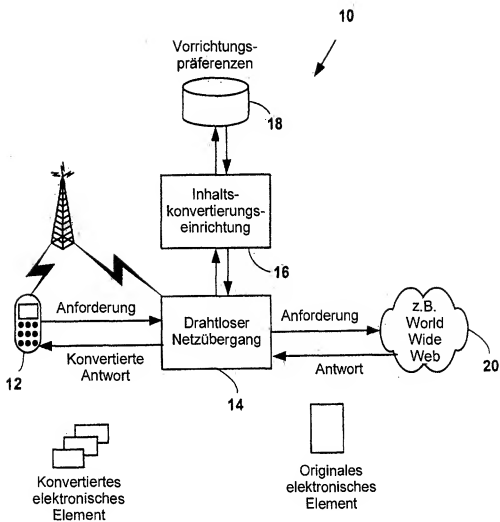 10
Vorrichtungs-
präferenzen
18
Inhalts-
konvertierungs-
einrichtung
16
Anforderung
Drahtloser
Netzübergang
Anforderung
z.B.
World
Wide
Web
Konvertierte
Antwort
Antwort
12
14
20
Konvertiertes
elektronisches
Element
Originales
elektronisches
Element